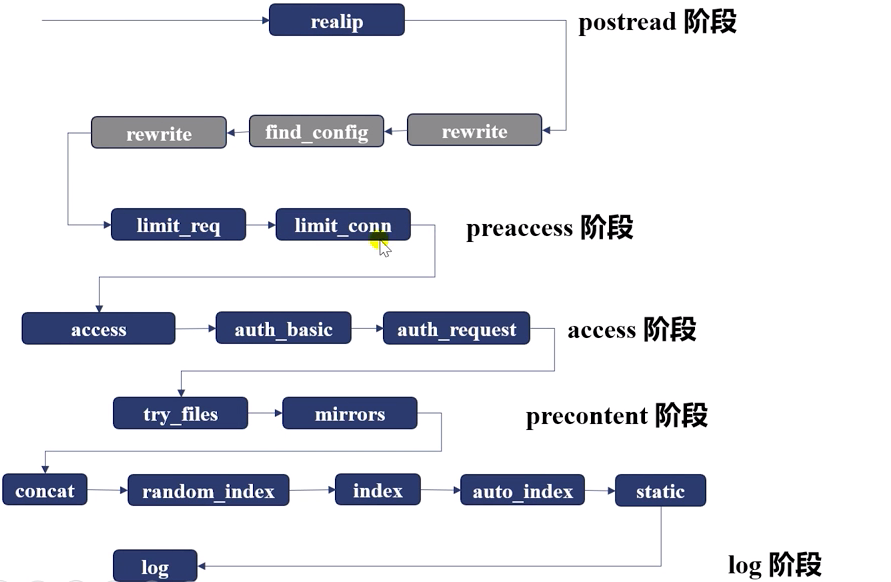 realip
postread 阶段
rewrite
find_config
rewrite
limit_req
limit_conn
preaccess 阶段
access
auth_basic
auth_request
access 阶段
try_files
mirrors
precontent 阶段
concat
random_index
index
auto_index
static
log
log 阶段